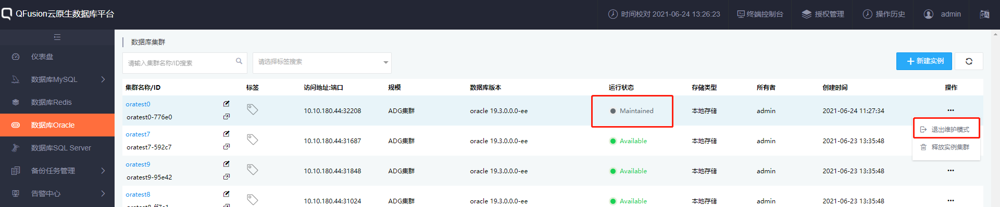 QFusion云原生数据库平台
时间校对 2021-06-24 13:26:23
终端控制台
授权管理
操作历史
admin
仪表盘
数据库MySQL
数据库Redis
数据库Oracle
数据库SQL Server
备份任务管理
告警中心
数据库集群
请输入集群名称/ID搜索
请选择标签搜索
新建实例
集群名称/ID 标签 访问地址:端口 规模 数据库版本 运行状态 存储类型 所有者 创建时间 操作
oratest0
oratest0-776e0
10.10.180.44:32208 ADG集群 oracle 19.3.0.0.0-ee Maintained 本地存储 admin 2021-06-24 11:27:34
退出维护模式
释放实例集群
oratest7
oratest7-592c7
10.10.180.44:31687 ADG集群 oracle 19.3.0.0.0-ee Available 本地存储 admin 2021-06-23 13:35:48
oratest9
oratest9-95e42
10.10.180.44:31848 ADG集群 oracle 19.3.0.0.0-ee Available 本地存储 admin 2021-06-23 13:35:48
oratest8
10.10.180.44:31024 ADG集群 oracle 19.3.0.0.0-ee Available 本地存储 admin 2021-06-23 13:35:48